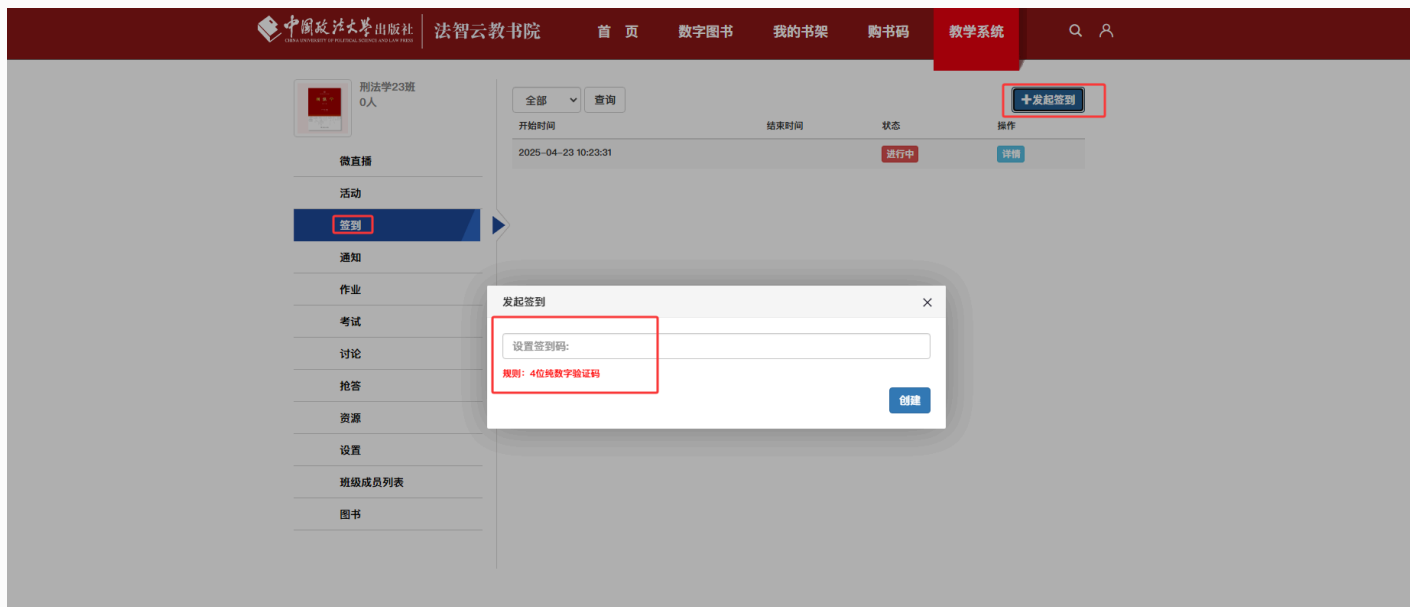 中国政法大学出版社 法智云教书院 首 页 数字图书 我的书架 购书码 教学系统
CHINA UNIVERSITY OF POLITICAL SCIENCE AND LAW PRESS
刑法学23班
0人
全部 查询 +发起签到
开始时间 结束时间 状态 操作
2025-04-23 10:23:31 进行中 详情
微直播
活动
签到
通知
作业
考试
讨论
抢答
资源
设置
班级成员列表
图书
发起签到 ×
设置签到码:
规则：4位纯数字验证码
创建